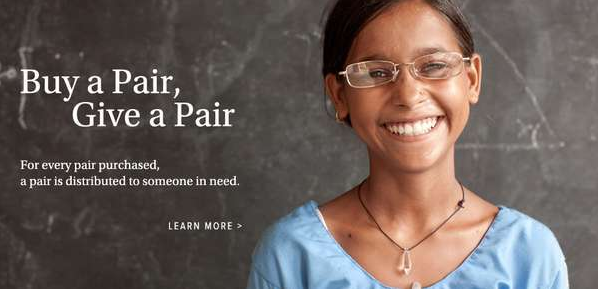 Buy a Pair,
Give a Pair
For every pair purchased,
a pair is distributed to someone in need.
LEARN MORE >